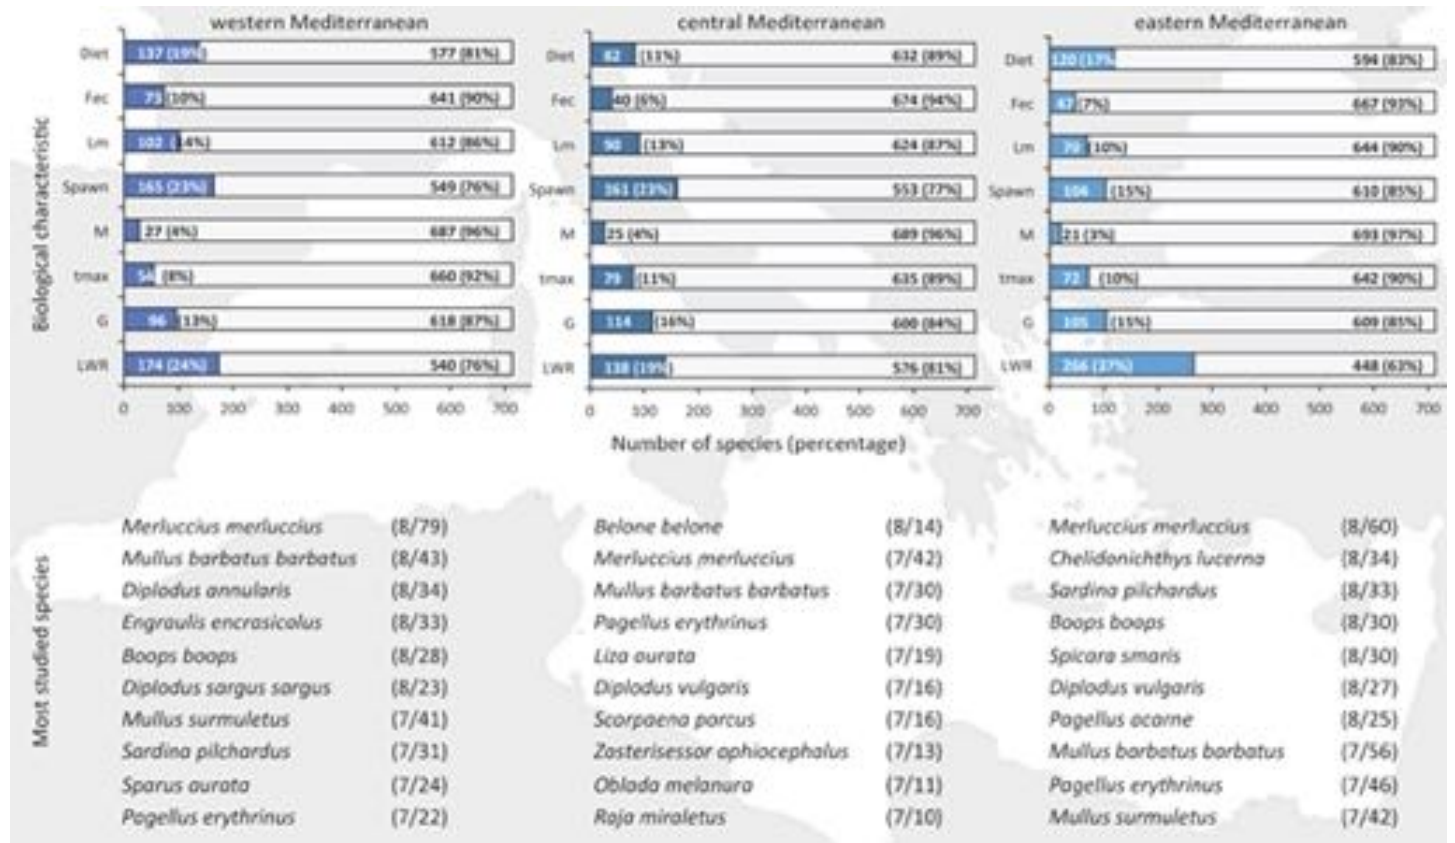 western Mediterranean
Diet 137 (19%) 577 (81%)
Fec 73 (10%) 641 (90%)
Lm 102 (14%) 612 (86%)
Spawn 165 (23%) 549 (76%)
M 27 (4%) 687 (96%)
tmax 54 (8%) 660 (92%)
G 96 (13%) 618 (87%)
LWR 174 (24%) 540 (76%)
0 100 200 300 400 500 600 700
central Mediterranean
Diet 82 (11%) 632 (89%)
Fec 40 (6%) 674 (94%)
Lm 90 (13%) 624 (87%)
Spawn 161 (23%) 553 (77%)
M 25 (4%) 689 (96%)
tmax 79 (11%) 635 (89%)
G 114 (16%) 600 (84%)
LWR 138 (19%) 576 (81%)
0 100 200 300 400 500 600 700
eastern Mediterranean
Diet 120 (17% 594 (83%)
Fec 47 (7%) 667 (93%)
Lm 70 (10%) 644 (90%)
Spawn 104 (15%) 610 (85%)
M 21 (3%) 693 (97%)
tmax 72 (10%) 642 (90%)
G 105 (15%) 609 (85%)
LWR 266 (37%) 448 (63%)
0 100 200 300 400 500 600 700
Biological characteristic
Number of species (percentage)
Most studied species
Merluccius merluccius (8/79)
Mullus barbatus barbatus (8/43)
Diplodus annularis (8/34)
Engraulis encrasicolus (8/33)
Boops boops (8/28)
Diplodus sargus sargus (8/23)
Mullus surmuletus (7/41)
Sardina pilchardus (7/31)
Sparus aurata (7/24)
Pagellus erythrinus (7/22)
Belone belone (8/14)
Merluccius merluccius (7/42)
Mullus barbatus barbatus (7/30)
Pagellus erythrinus (7/30)
Liza aurata (7/19)
Diplodus vulgaris (7/16)
Scorpaena porcus (7/16)
Zosterisessor ophiocephalus (7/13)
Oblada melanura (7/11)
Raja miraletus (7/10)
Merluccius merluccius (8/60)
Chelidonichthys lucerna (8/34)
Sardina pilchardus (8/33)
Boops boops (8/30)
Spicara smaris (8/30)
Diplodus vulgaris (8/27)
Pagellus acarne (8/25)
Mullus barbatus barbatus (7/56)
Pagellus erythrinus (7/46)
Mullus surmuletus (7/42)